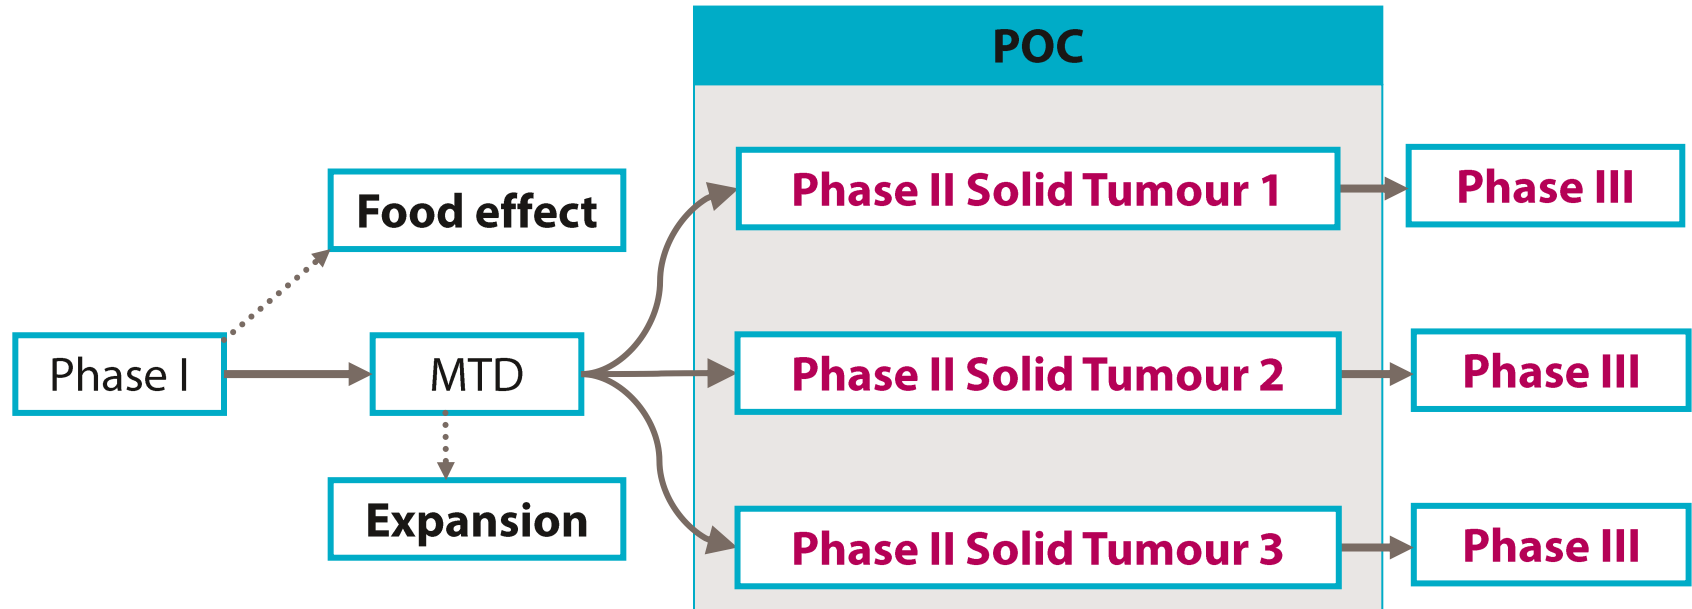 POC
Food effect
Phase I
MTD
Expansion
Phase II Solid Tumour 1
Phase III
Phase II Solid Tumour 2
Phase III
Phase II Solid Tumour 3
Phase III